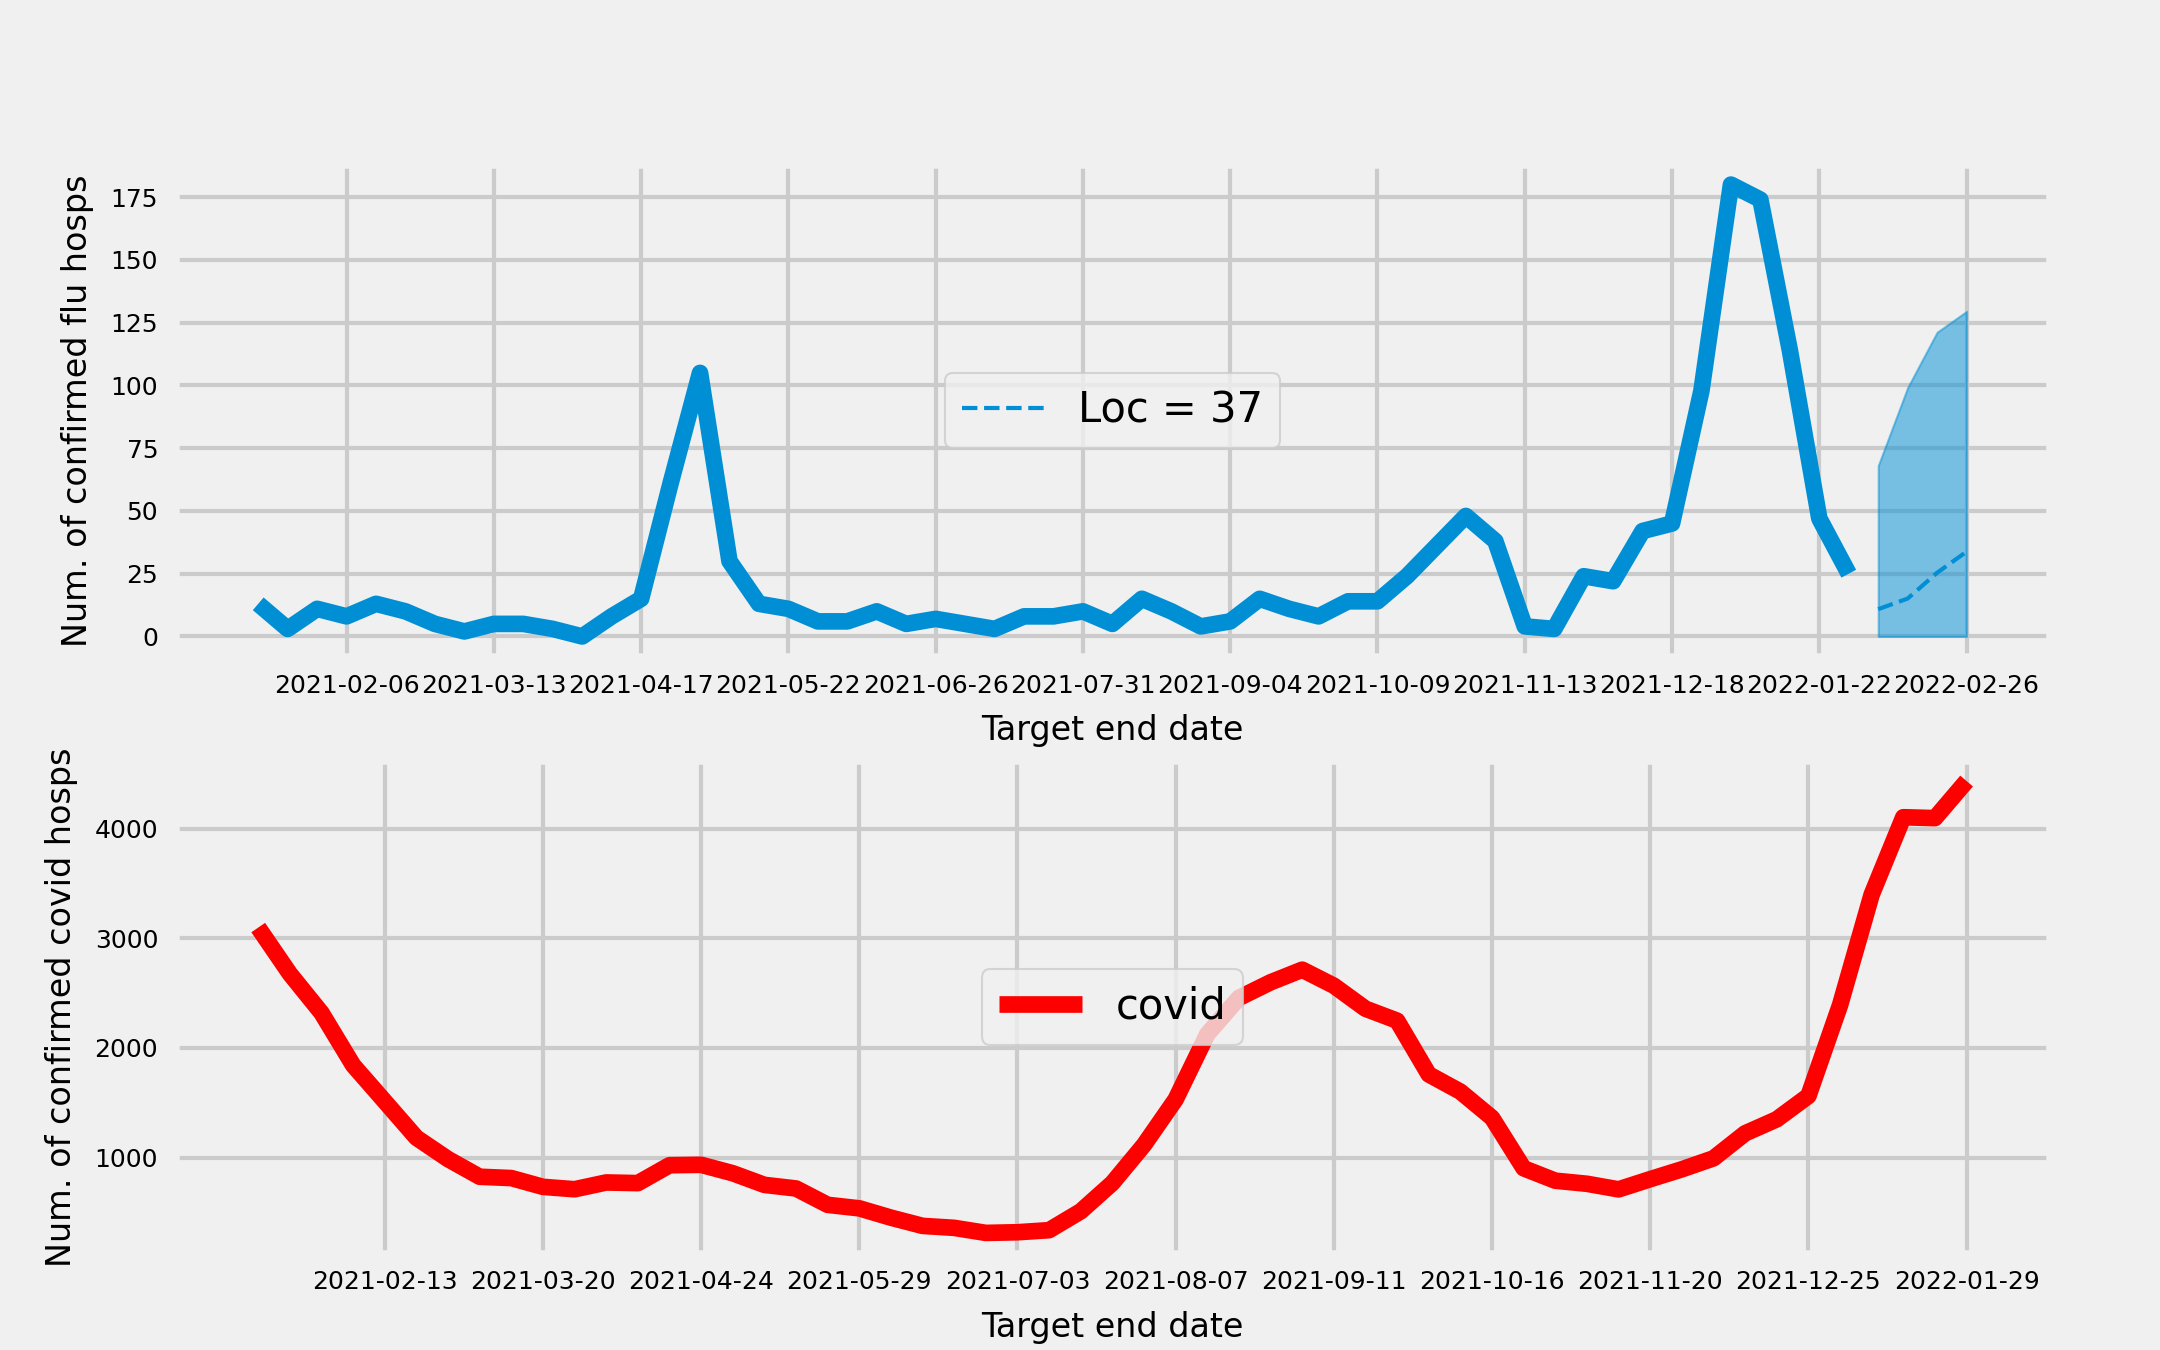 Num. of confirmed flu hosps
175
150
125
100
75
50
25
0
Loc = 37
2021-02-06 2021-03-13 2021-04-17 2021-05-22 2021-06-26 2021-07-31 2021-09-04 2021-10-09 2021-11-13 2021-12-18 2022-01-22 2022-02-26
Target end date
Num. of confirmed covid hosps
4000
3000
2000
1000
covid
2021-02-13 2021-03-20 2021-04-24 2021-05-29 2021-07-03 2021-08-07 2021-09-11 2021-10-16 2021-11-20 2021-12-25 2022-01-29
Target end date